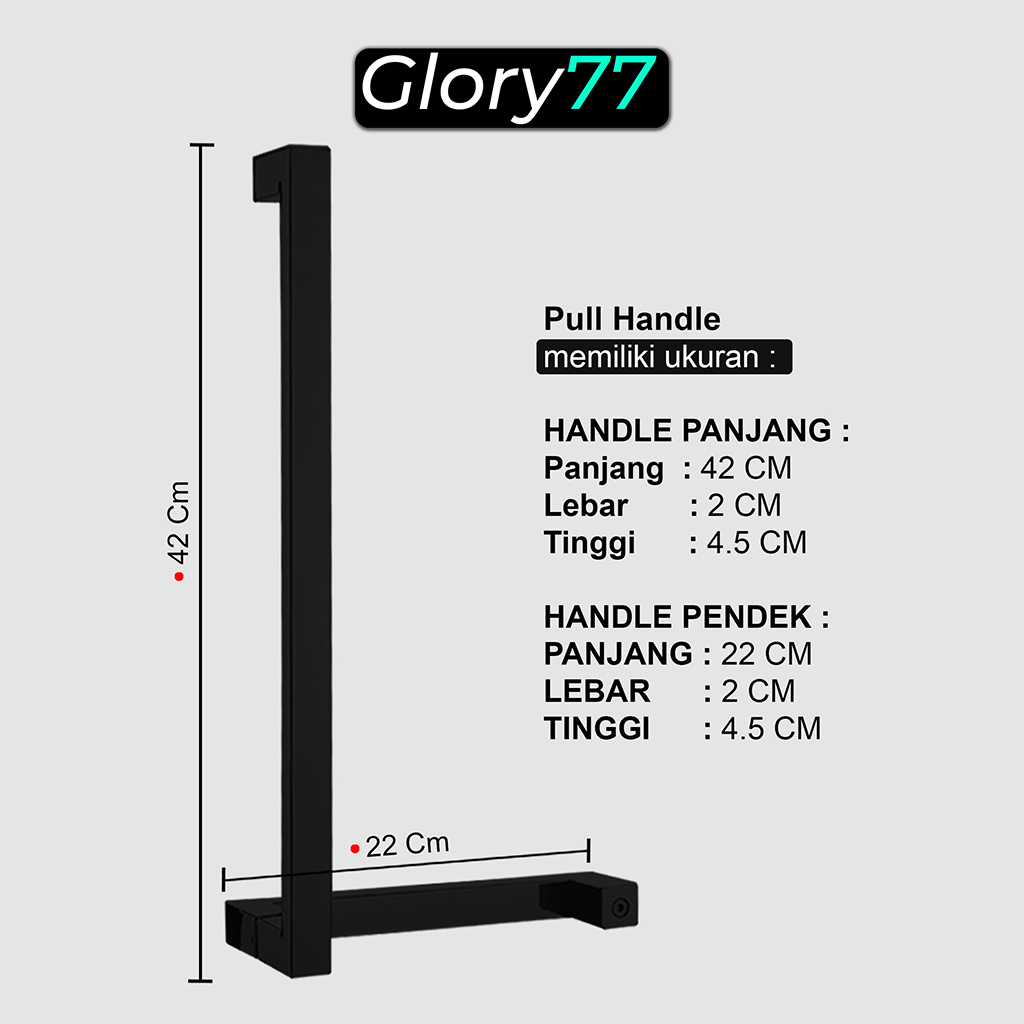 Glory77
Pull Handle
memiliki ukuran :
HANDLE PANJANG :
Panjang : 42 CM
Lebar : 2 CM
Tinggi : 4.5 CM
HANDLE PENDEK :
PANJANG : 22 CM
LEBAR : 2 CM
TINGGI : 4.5 CM
• 42 Cm
• 22 Cm